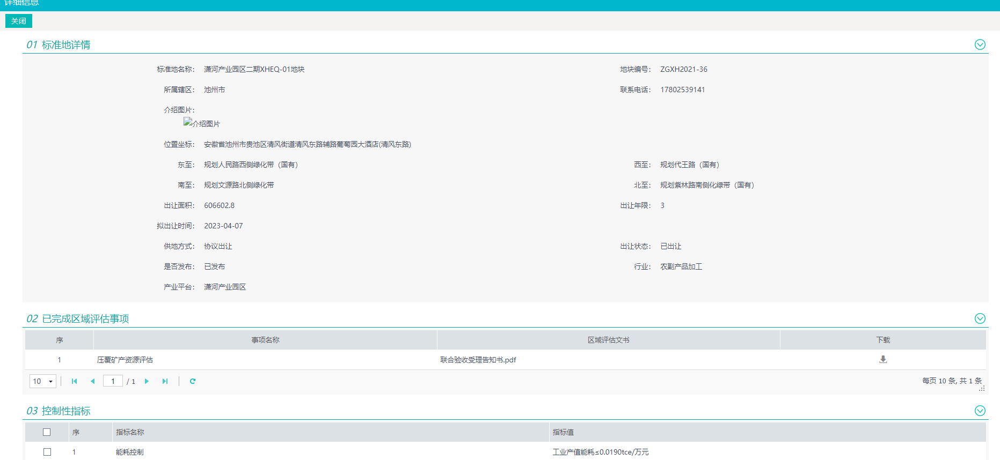 详细信息
关闭
01 标准地详情
标准地名称： 潇河产业园区二期XHEQ-01地块 地块编号： ZGXH2021-36
所属辖区： 池州市 联系电话： 17802539141
介绍图片：
介绍图片
位置坐标： 安徽省池州市贵池区清风街道清风东路辅路葡萄园大酒店(清风东路)
东至： 规划人民路西侧绿化带（国有） 西至： 规划代王路（国有）
南至： 规划文源路北侧绿化带 北至： 规划紫林路南侧化绿带（国有）
出让面积： 606602.8 出让年限： 3
拟出让时间： 2023-04-07
供地方式： 协议出让 出让状态： 已出让
是否发布： 已发布 行业： 农副产品加工
产业平台： 潇河产业园区
02 已完成区域评估事项
序 事项名称 区域评估文书 下载
1 压覆矿产资源评估 联合验收受理告知书.pdf
10 1 / 1 每页 10 条, 共 1 条
03 控制性指标
序 指标名称 指标值
1 能耗控制 工业产值能耗≤0.0190tce/万元